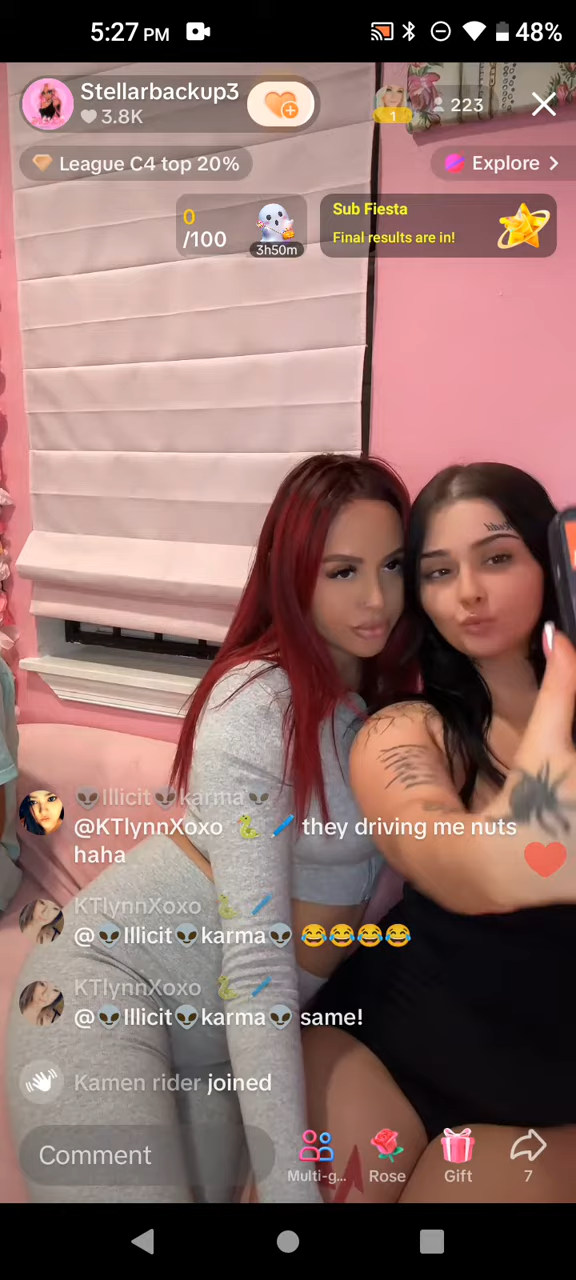 5:27 PM
48%
Stellarbackup3
3.8K
1
223
League C4 top 20%
Explore
0
/100
3h50m
Sub Fiesta
Final results are in!
👽Illicit👽karma👽
@KTlynnXoxo 🐍🖊 they driving me nuts
haha
KTlynnXoxo 🐍🖊
@👽Illicit👽karma👽 😂😂😂😂
KTlynnXoxo 🐍🖊
@👽Illicit👽karma👽 same!
Kamen rider joined
Comment
Multi-g...
Rose
Gift
7